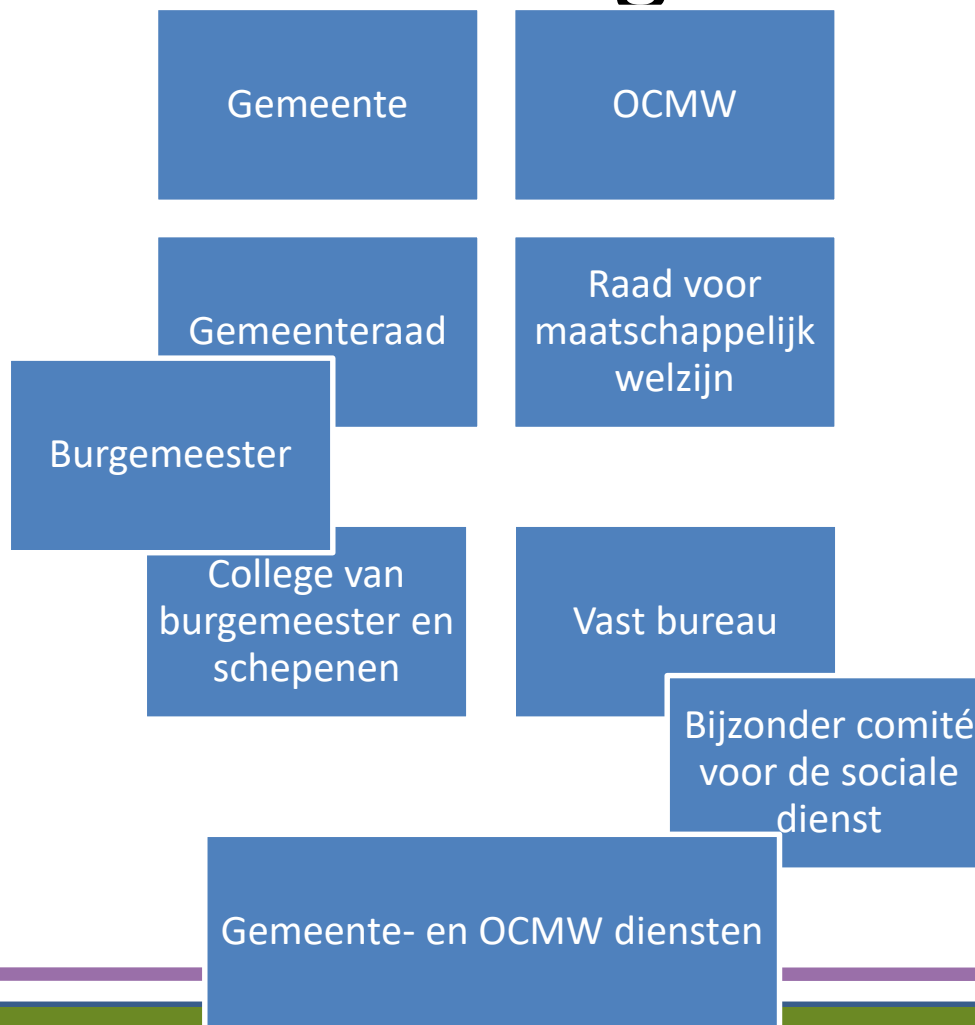 Gemeente
OCMW
Gemeenteraad
Raad voor
maatschappelijk
welzijn
Burgemeester
College van
burgemeester en
schepenen
Vast bureau
Bijzonder comité
voor de sociale
dienst
Gemeente- en OCMW diensten